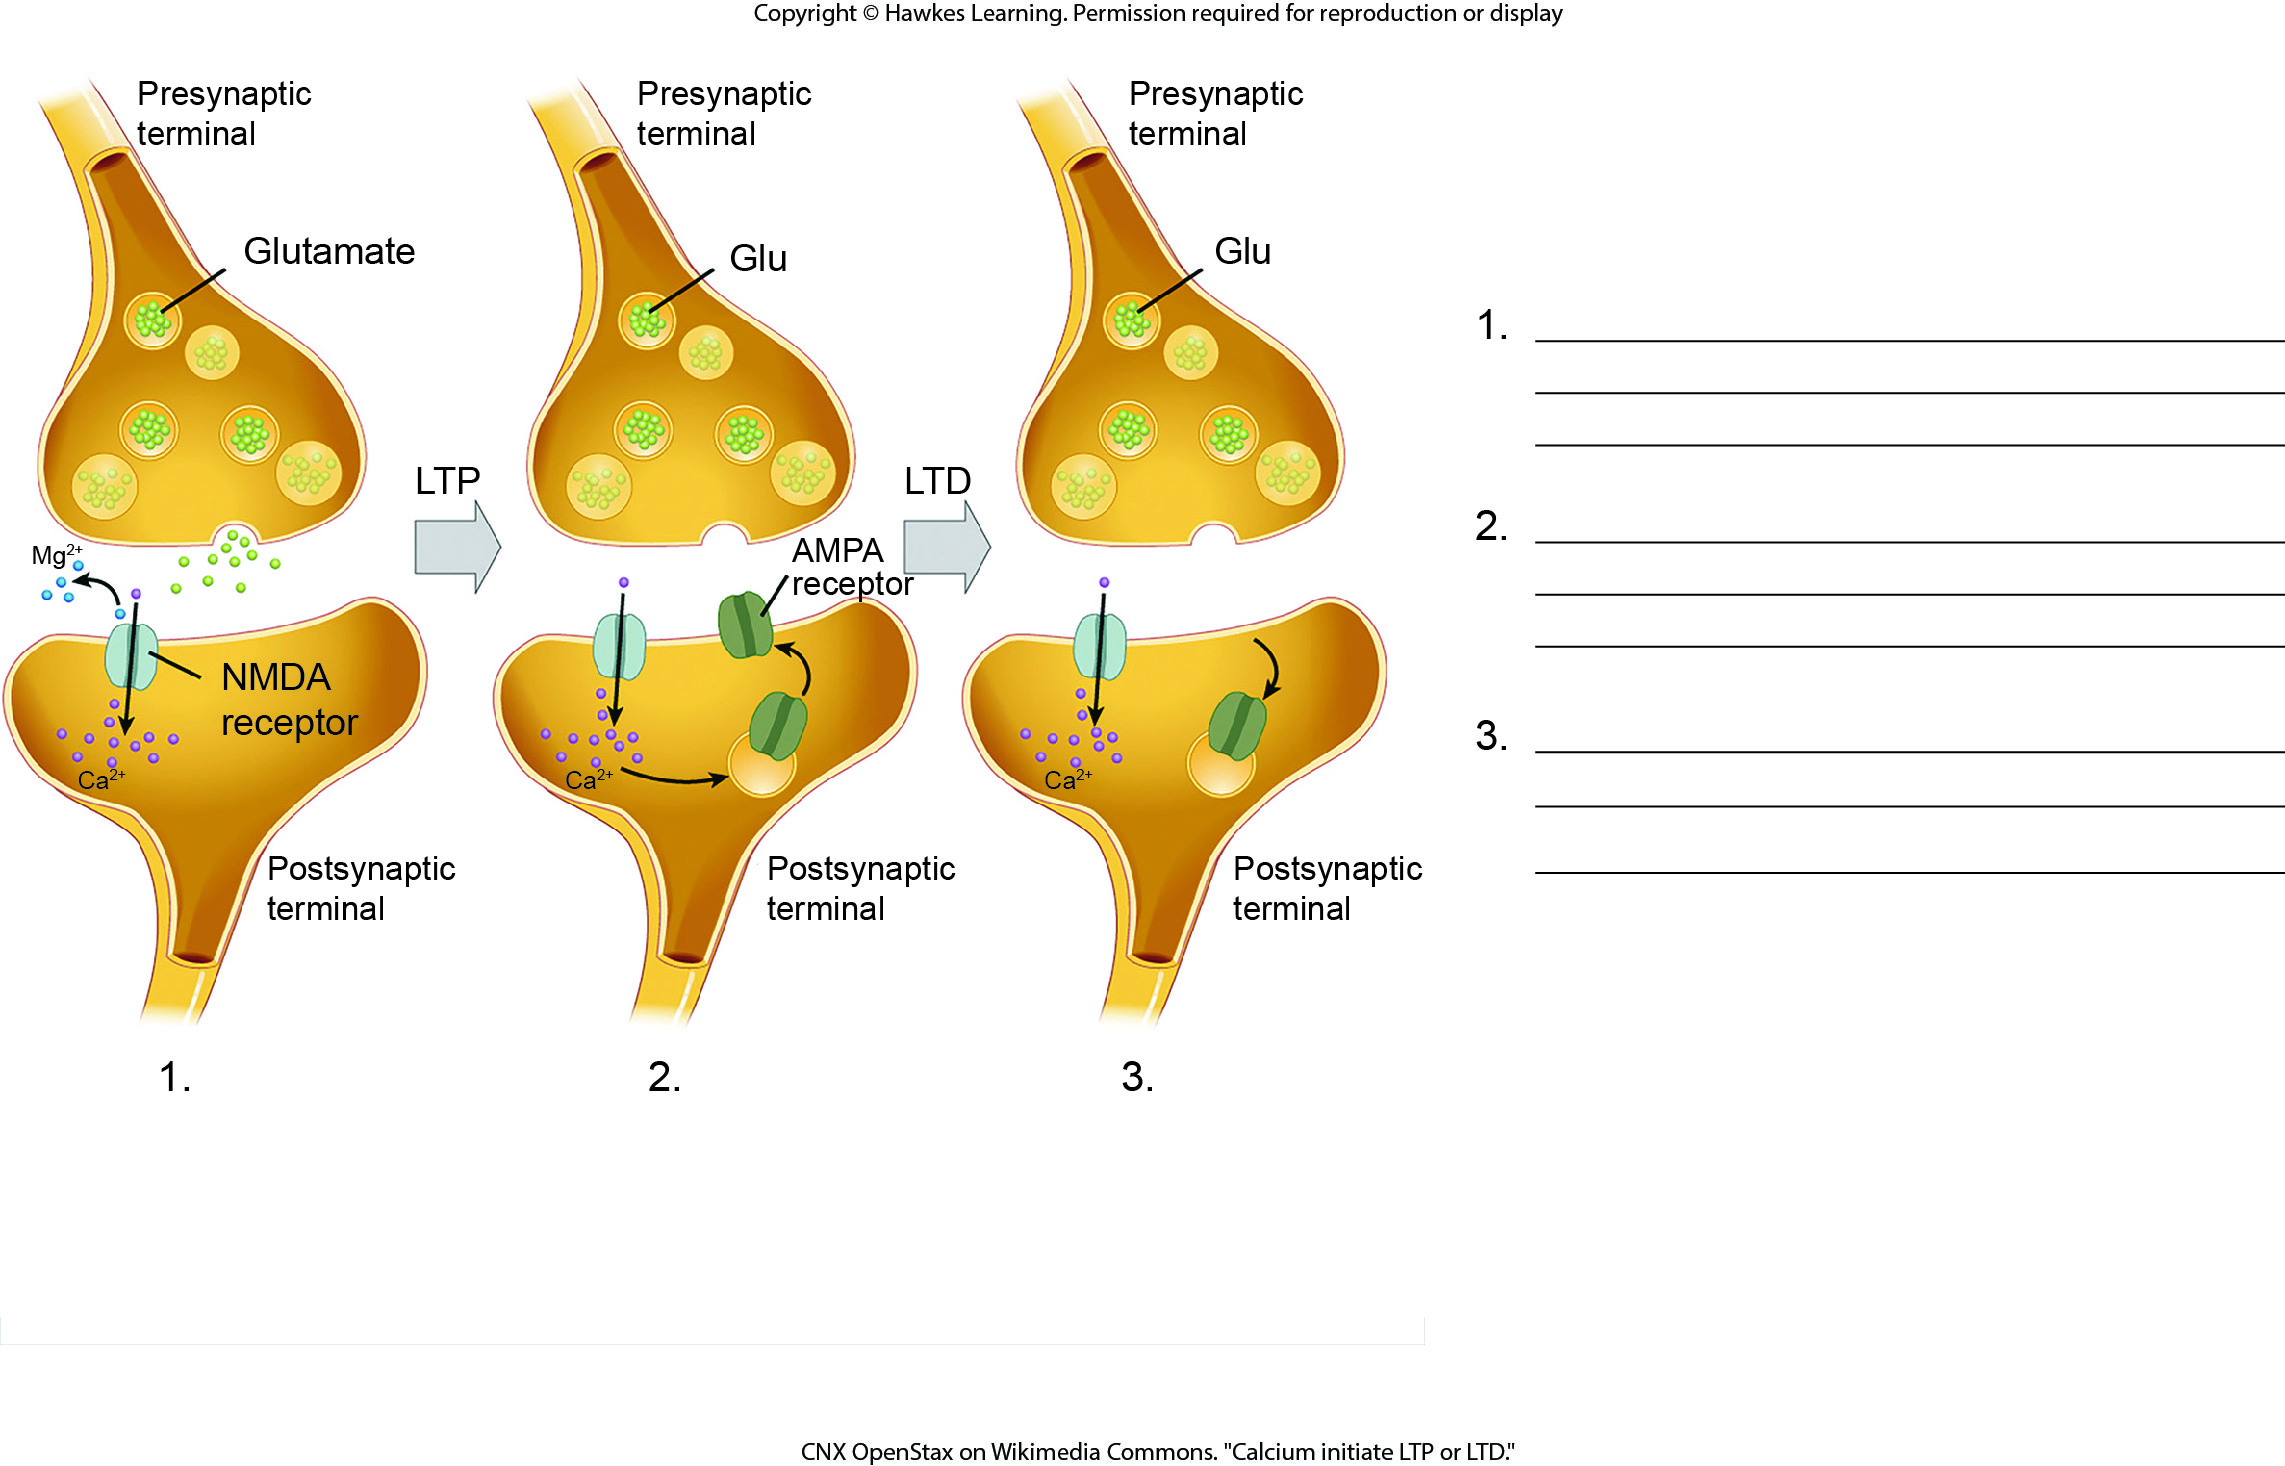 Copyright © Hawkes Learning. Permission required for reproduction or display
Presynaptic
terminal
Glutamate
Mg2+
NMDA
receptor
Ca2+
Postsynaptic
terminal
1.
LTP
Presynaptic
terminal
Glu
AMPA
receptor
Ca2+
Postsynaptic
terminal
2.
LTD
Presynaptic
terminal
Glu
Ca2+
Postsynaptic
terminal
3.
1.
2.
3.
CNX OpenStax on Wikimedia Commons. "Calcium initiate LTP or LTD."